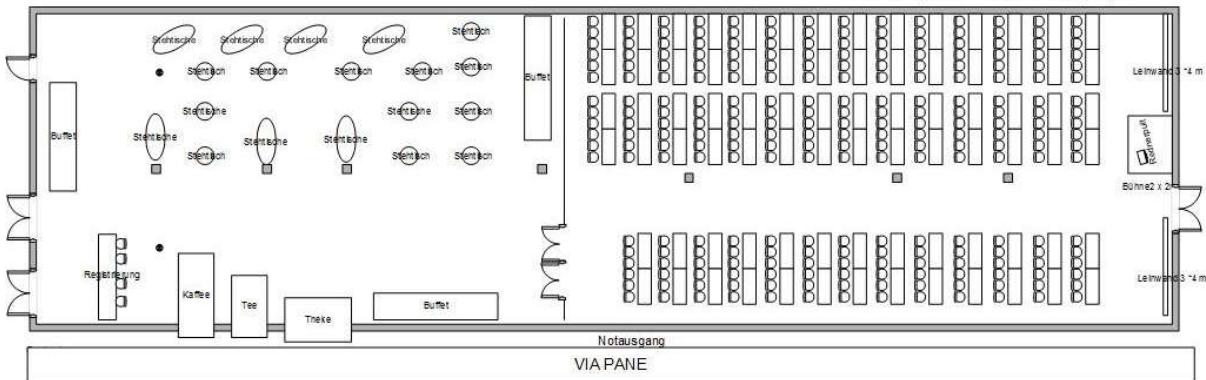 Stehtische Stehtische Stehtische Stehtische Stehtisch
Stehtisch Stehtisch Stehtisch Stehtisch Stehtisch
Buffet
Leinwand 3 *4 m
Stehtisch Stehtisch Stehtisch
Buffet
Stehtische Stehtische Stehtische
Rednerpult
Stehtisch Stehtisch Stehtisch Stehtisch
Bühne2 x 2
Registrierung
Leinwand 3 *4 m
Kaffee
Tee
Theke
Buffet
Notausgang
VIA PANE